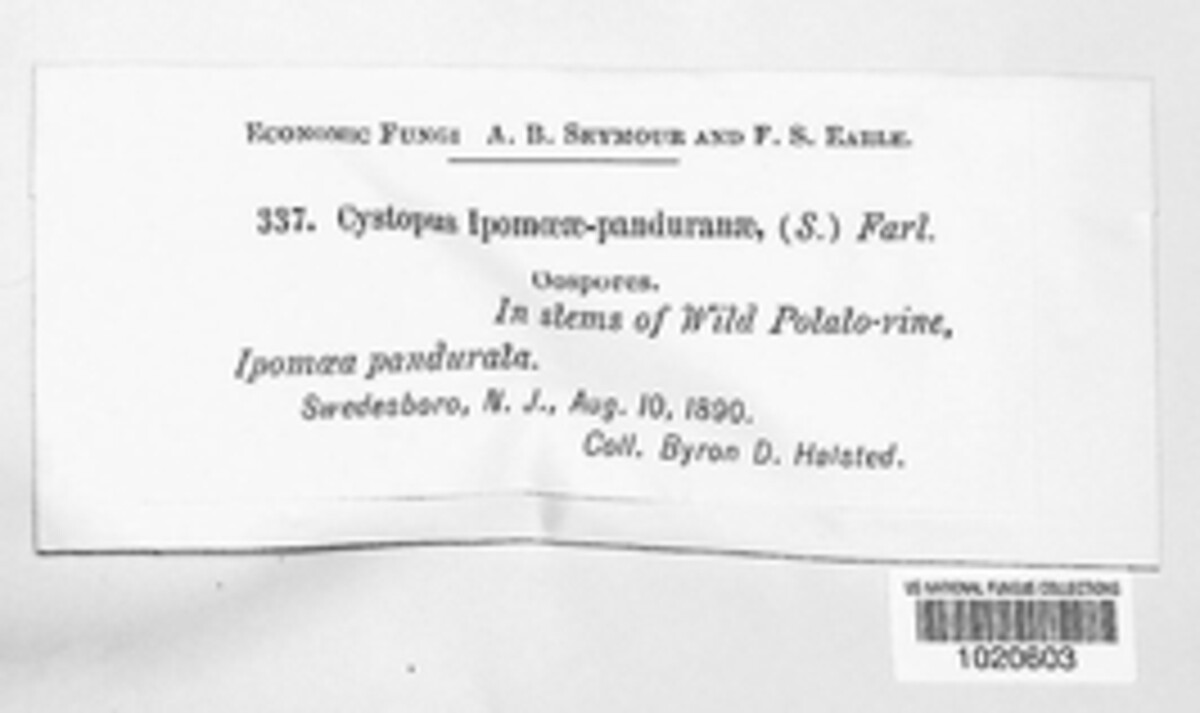 ECONOMIC FUNGI A. B. SEYMOUR AND F. S. EARLE.
337. Cystopus Ipomœæ-panduranæ, (S.) Farl.
Oospores.
In stems of Wild Potato-vine,
Ipomœa pandurata.
Swedesboro, N. J., Aug. 10, 1890.
Coll. Byron D. Halsted.
US NATIONAL FUNGUS COLLECTIONS
1020603